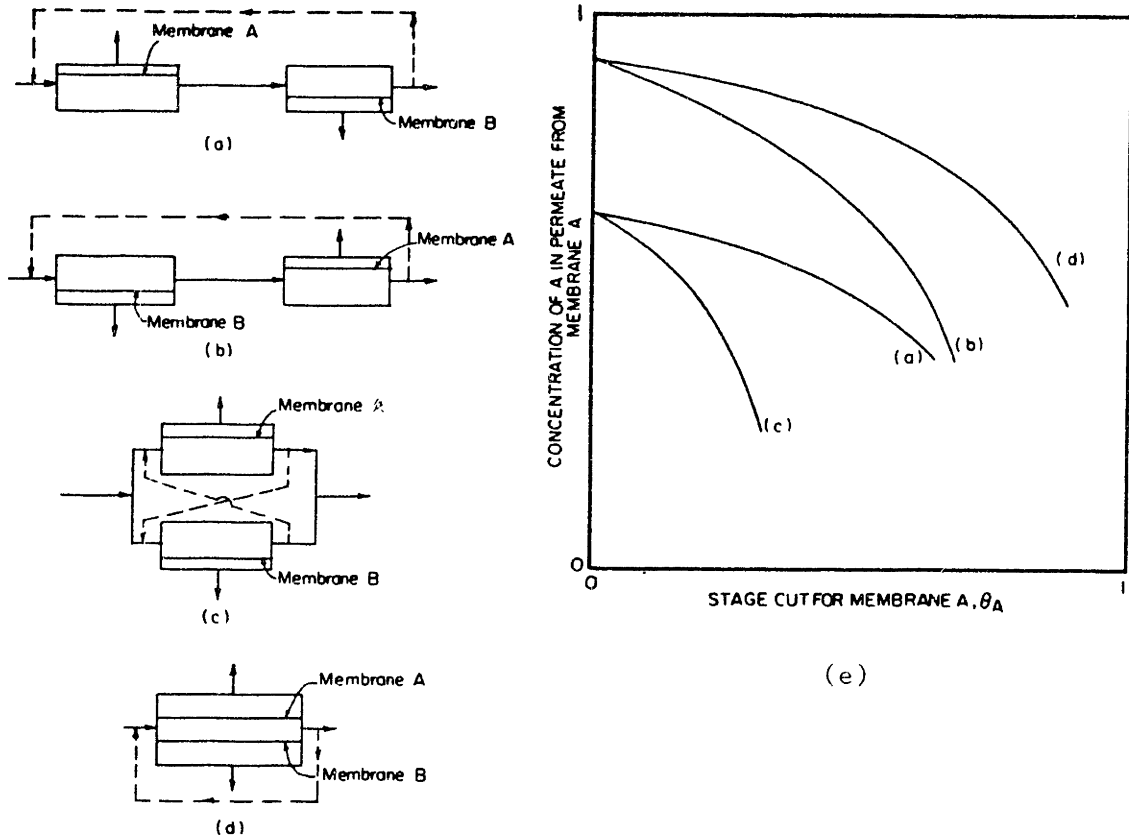 Membrane A
Membrane B
(a)
Membrane A
Membrane B
(b)
Membrane A
Membrane B
(c)
Membrane A
Membrane B
(d)
1
CONCENTRATION OF A IN PERMEATE FROM
MEMBRANE A
(d)
(b)
(a)
(c)
0
0
1
STAGE CUT FOR MEMBRANE A, θA
(e)